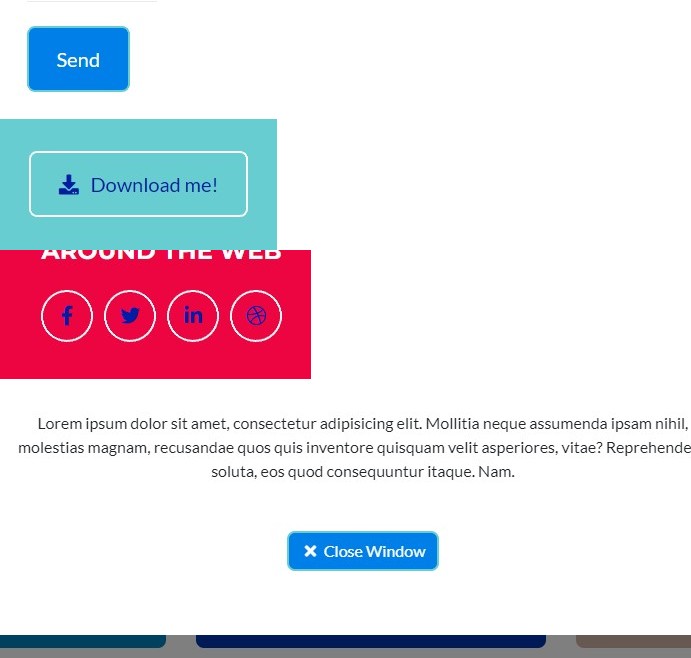 Send
Download me!
AROUND THE WEB
Lorem ipsum dolor sit amet, consectetur adipisicing elit. Mollitia neque assumenda ipsam nihil,
molestias magnam, recusandae quos quis inventore quisquam velit asperiores, vitae? Reprehende
soluta, eos quod consequuntur itaque. Nam.
Close Window